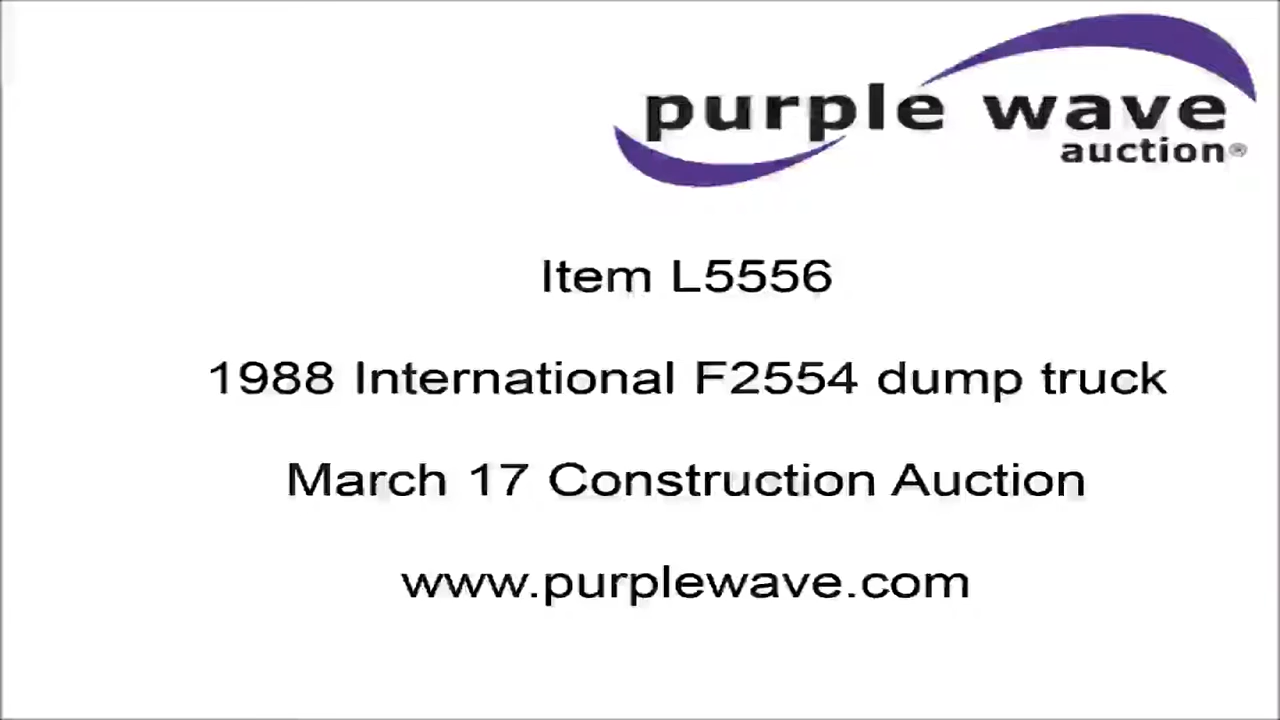 purple wave
auction®
Item L5556
1988 International F2554 dump truck
March 17 Construction Auction
www.purplewave.com